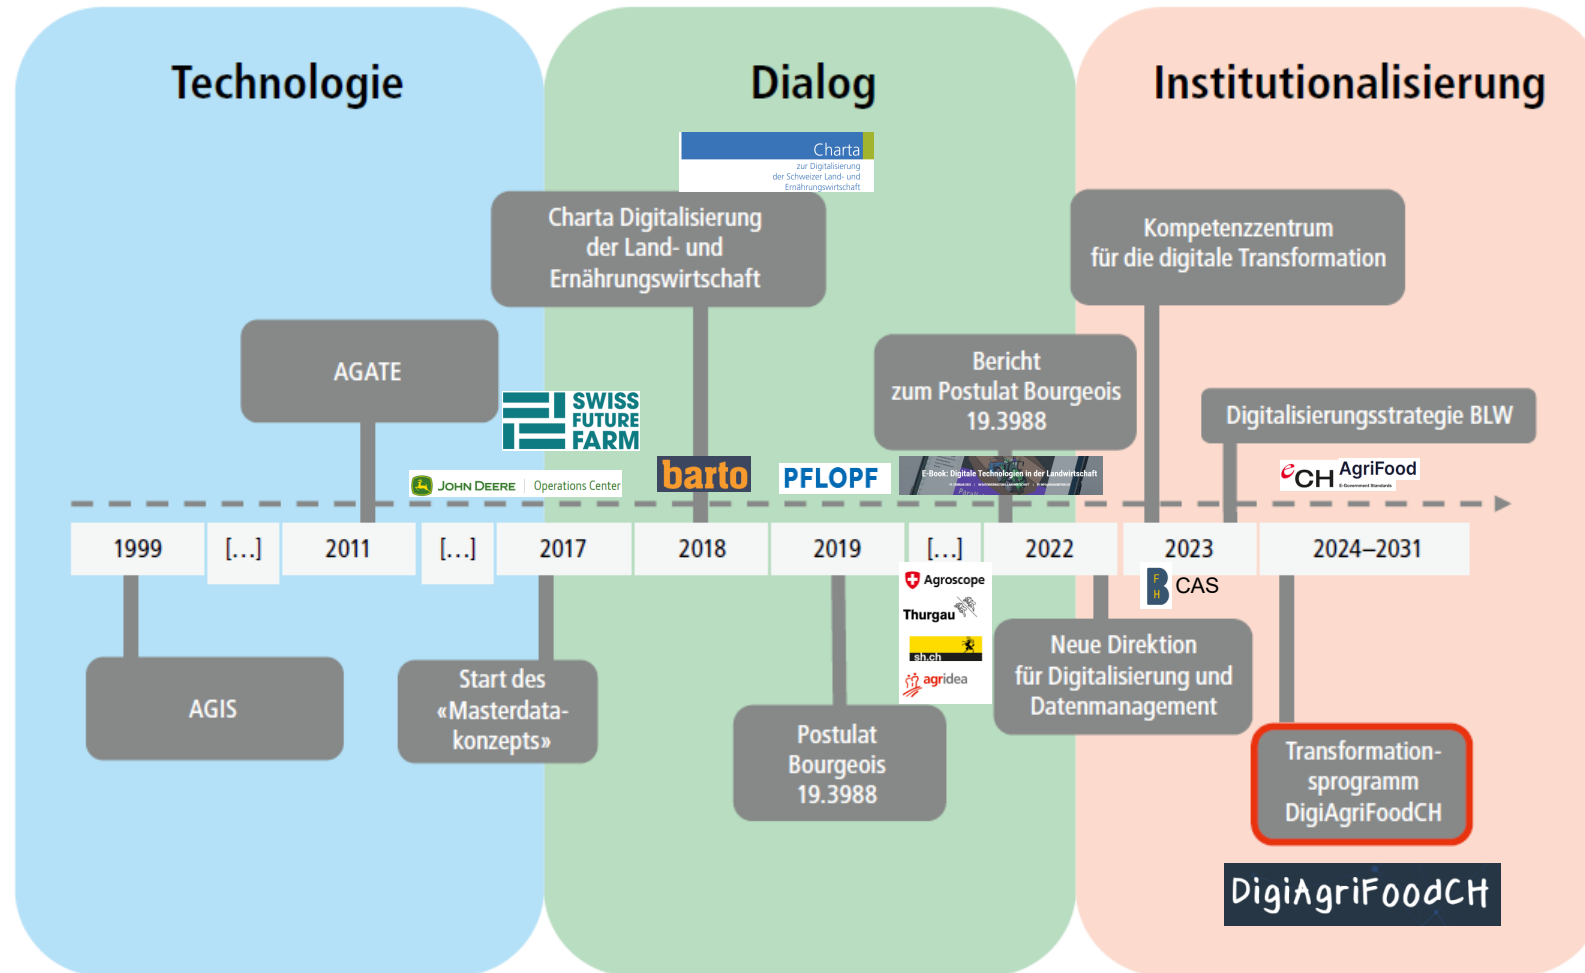 Technologie
Dialog
Institutionalisierung
Charta
zur Digitalisierung
der Schweizer Land- und
Ernährungswirtschaft
Charta Digitalisierung
der Land- und
Ernährungswirtschaft
Kompetenzzentrum
für die digitale Transformation
AGATE
Bericht
zum Postulat Bourgeois
19.3988
Digitalisierungsstrategie BLW
SWISS
FUTURE
FARM
JOHN DEERE Operations Center
barto
PFLOPF
E-Book: Digitale Technologien in der Landwirtschaft
eCH AgriFood
E-Government Standards
1999
[…]
2011
[…]
2017
2018
2019
[…]
2022
2023
2024–2031
Agroscope
Thurgau
sh.ch
agridea
B F H CAS
AGIS
Start des
«Masterdata-
konzepts»
Postulat
Bourgeois
19.3988
Neue Direktion
für Digitalisierung und
Datenmanagement
Transformation-
sprogramm
DigiAgriFoodCH
DigiAgriFoodCH